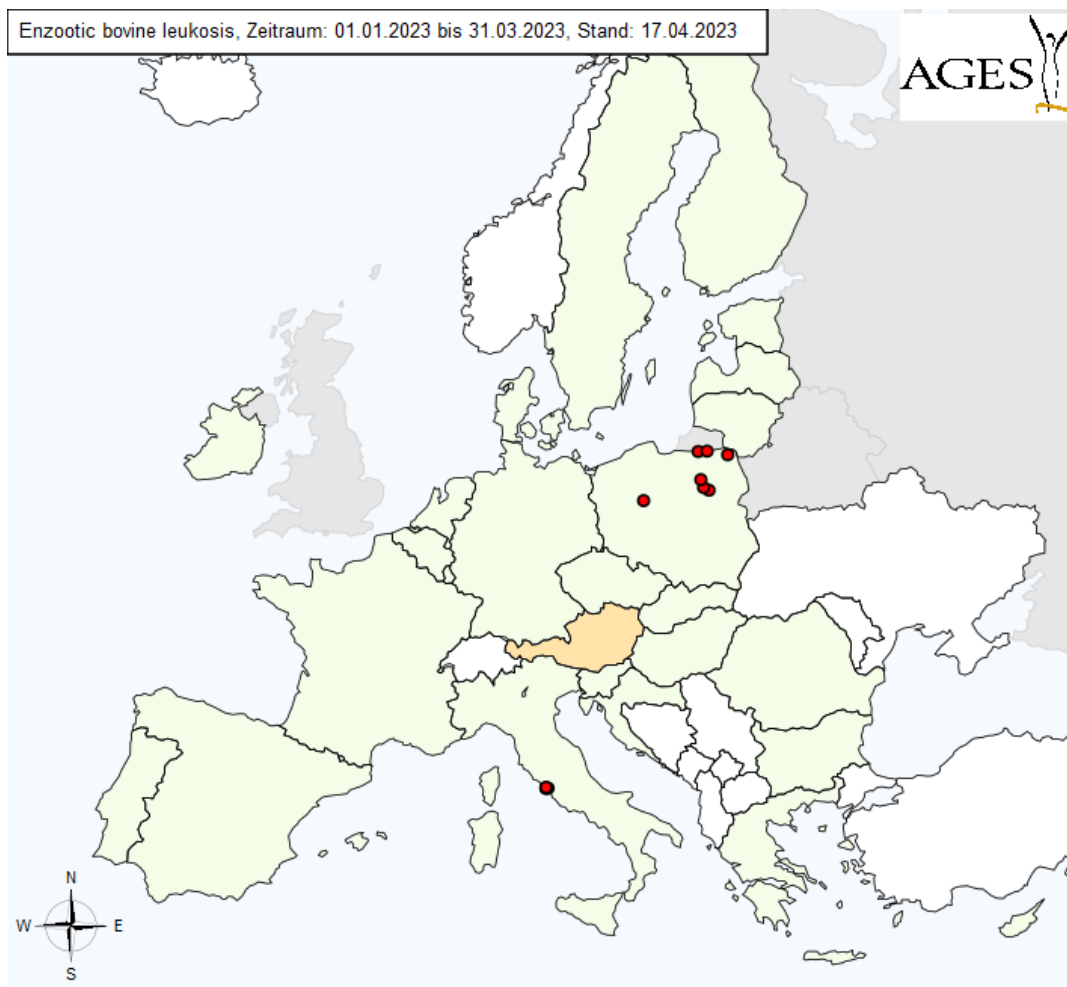 Enzootic bovine leukosis, Zeitraum: 01.01.2023 bis 31.03.2023, Stand: 17.04.2023
AGES
N
W E
S